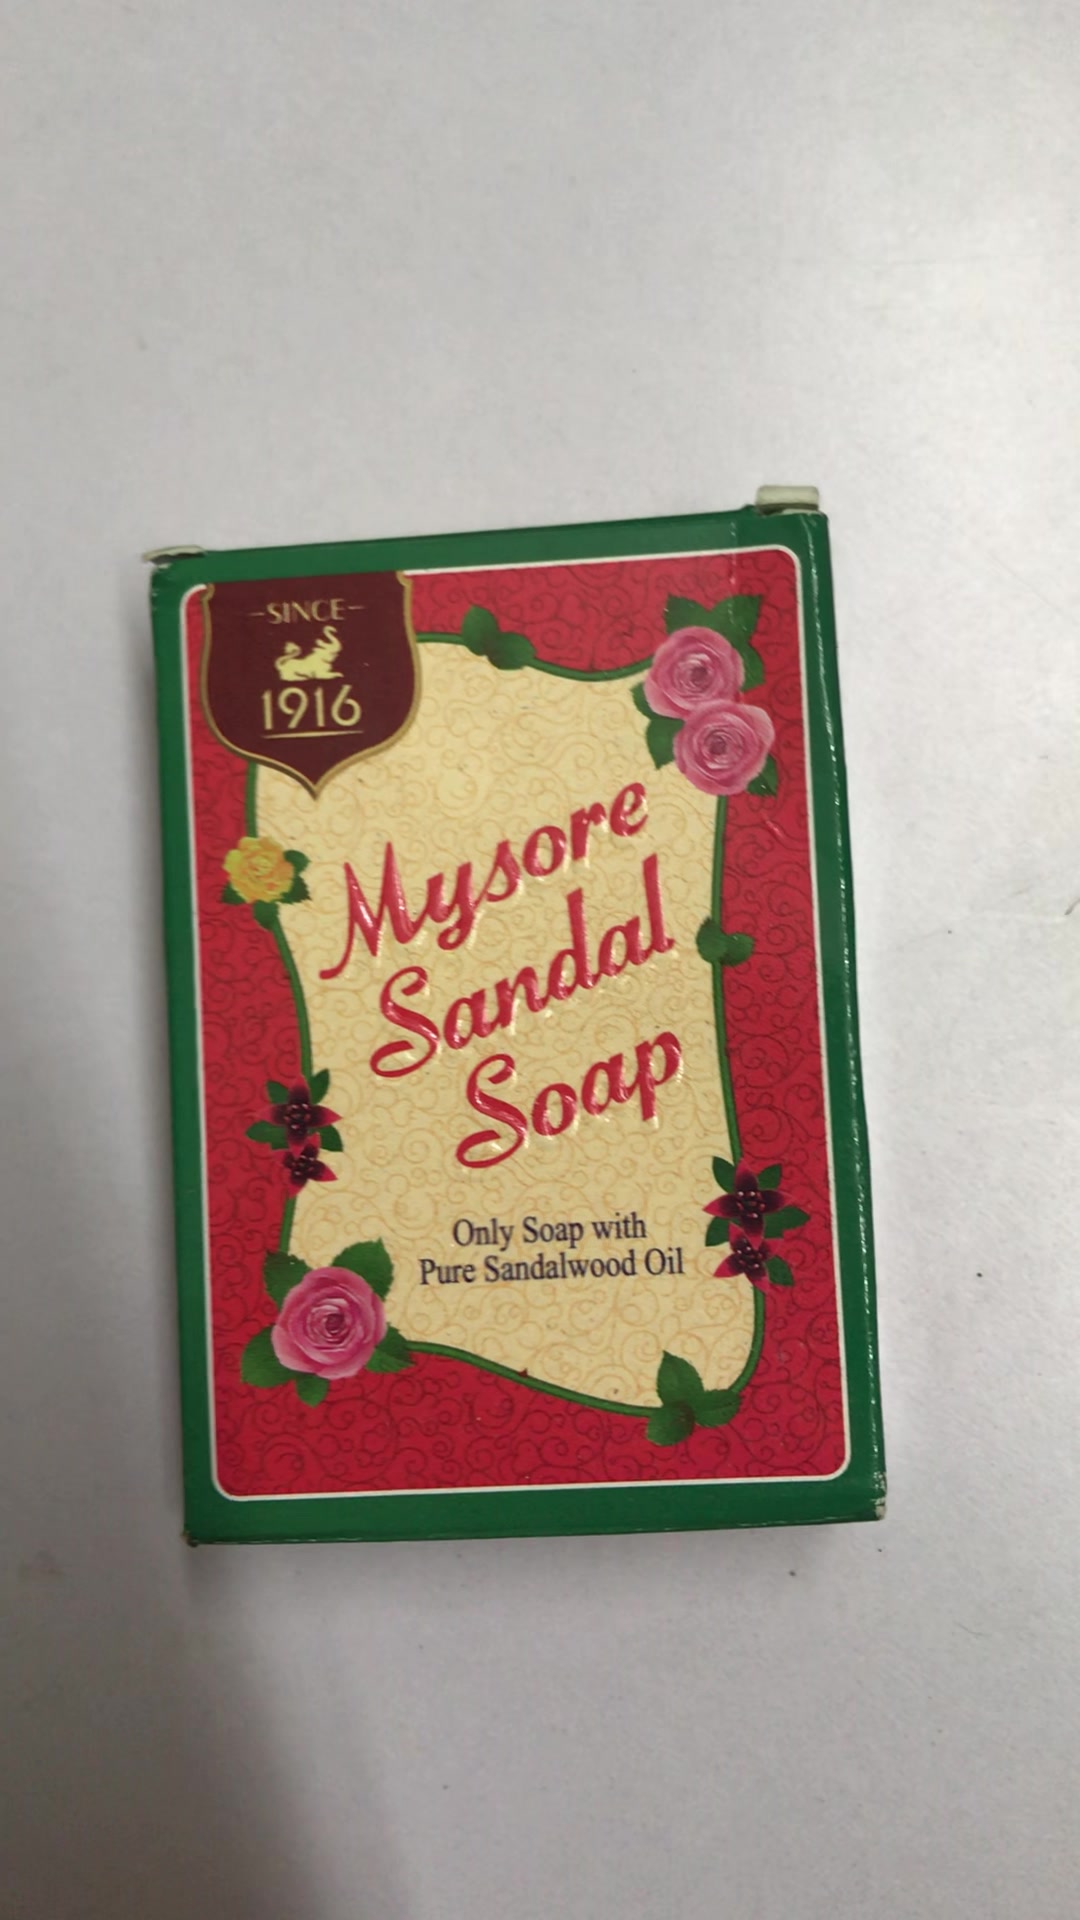 -SINCE-
1916
Mysore
Sandal
Soap
Only Soap with
Pure Sandalwood Oil